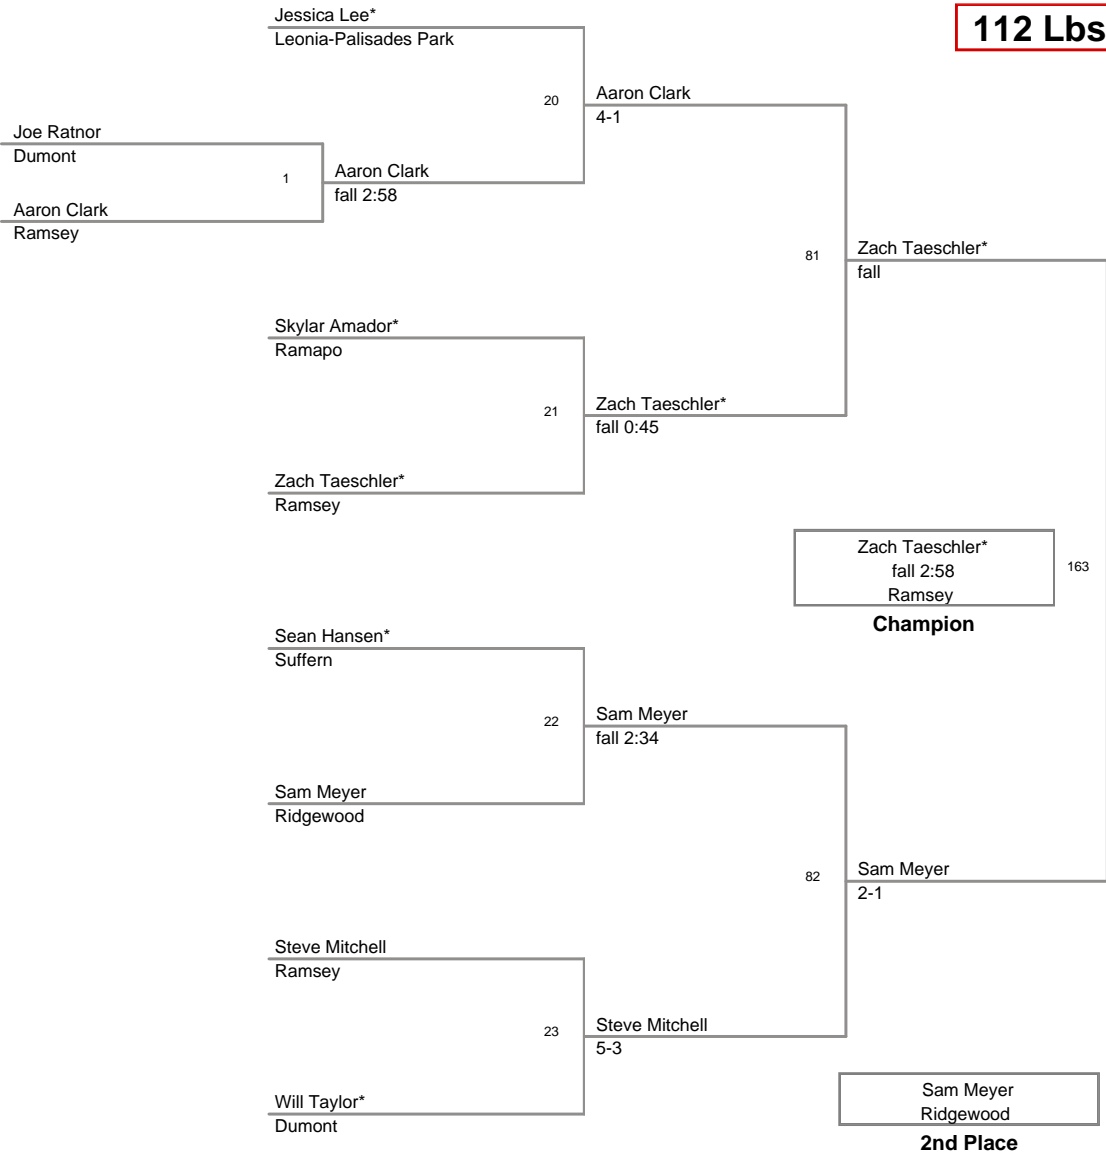 Jessica Lee*
Leonia-Palisades Park
112 Lbs
20
Aaron Clark
4-1
Joe Ratnor
Dumont
1
Aaron Clark
fall 2:58
Aaron Clark
Ramsey
81
Zach Taeschler*
fall
Skylar Amador*
Ramapo
21
Zach Taeschler*
fall 0:45
Zach Taeschler*
Ramsey
Zach Taeschler*
fall 2:58
Ramsey
163
Champion
Sean Hansen*
Suffern
22
Sam Meyer
fall 2:34
Sam Meyer
Ridgewood
82
Sam Meyer
2-1
Steve Mitchell
Ramsey
23
Steve Mitchell
5-3
Will Taylor*
Dumont
Sam Meyer
Ridgewood
2nd Place